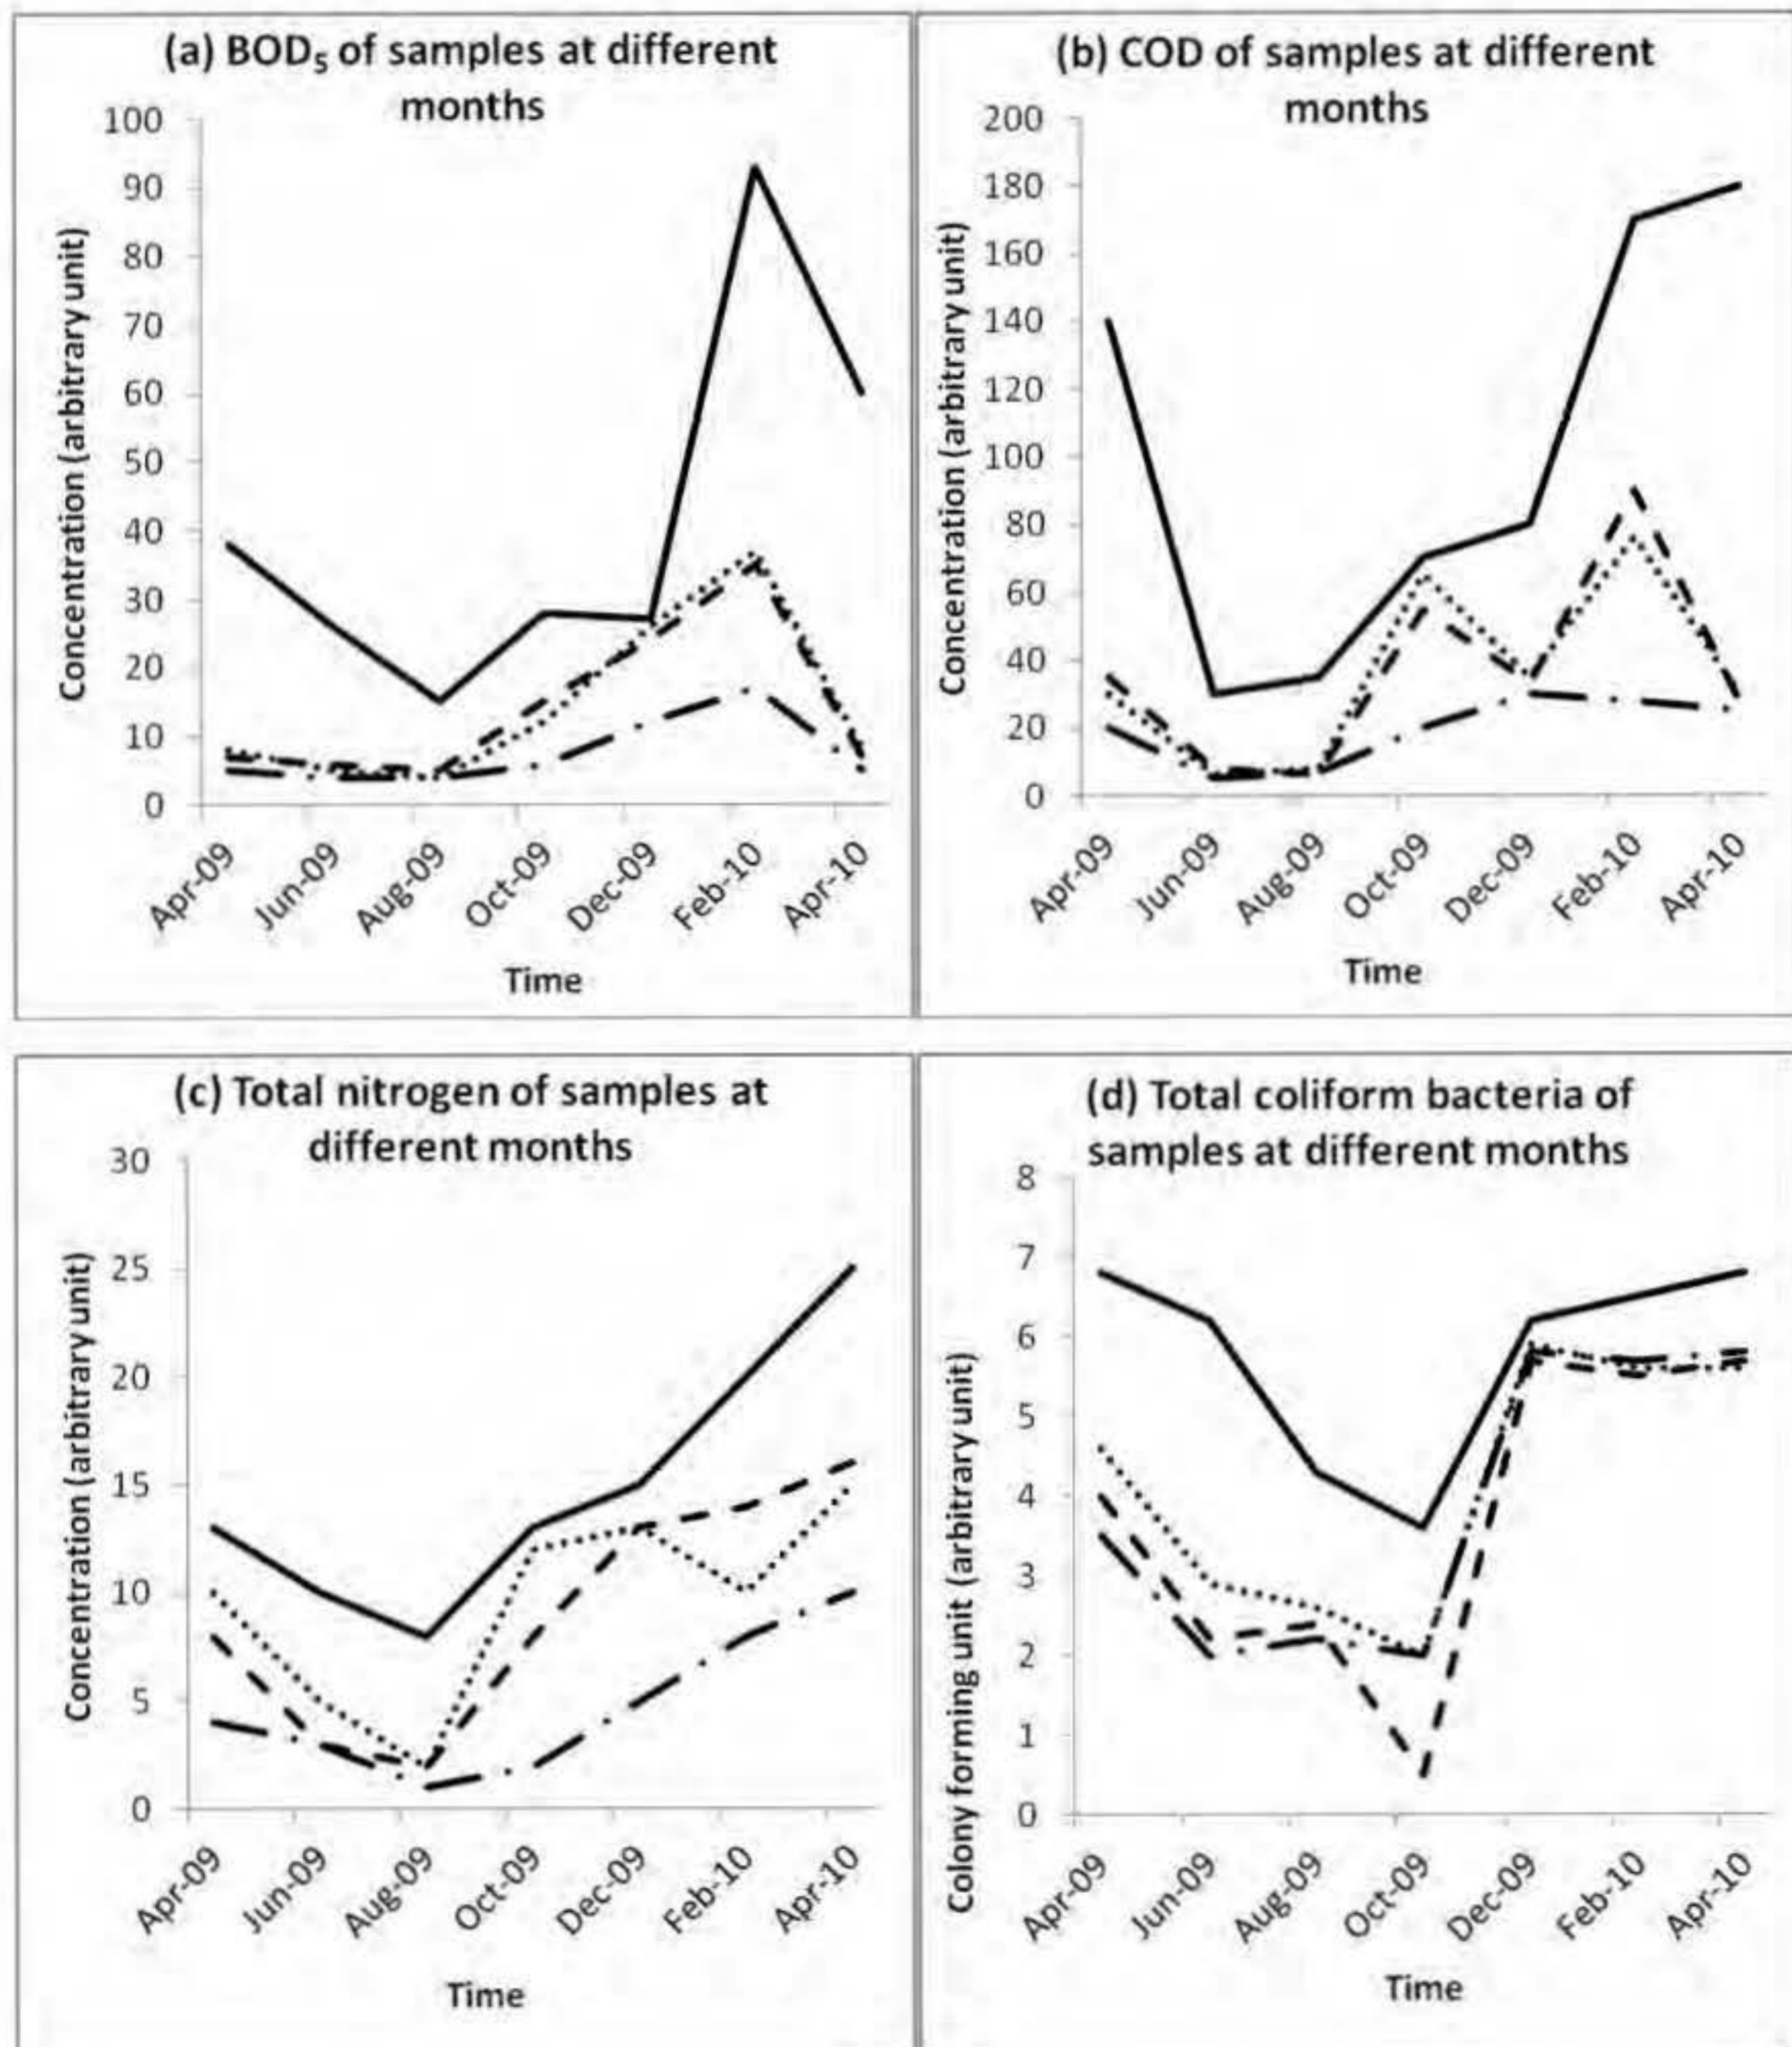 (a) BOD₅ of samples at different
months
100
90
80
70
60
50
40
30
20
10
0
Concentration (arbitrary unit)
Apr-09
Jun-09
Aug-09
Oct-09
Dec-09
Feb-10
Apr-10
Time
(b) COD of samples at different
months
200
180
160
140
120
100
80
60
40
20
0
Concentration (arbitrary unit)
Apr-09
Jun-09
Aug-09
Oct-09
Dec-09
Feb-10
Apr-10
Time
(c) Total nitrogen of samples at
different months
30
25
20
15
10
5
0
Concentration (arbitrary unit)
Apr-09
Jun-09
Aug-09
Oct-09
Dec-09
Feb-10
Apr-10
Time
(d) Total coliform bacteria of
samples at different months
8
7
6
5
4
3
2
1
0
Colony forming unit (arbitrary unit)
Apr-09
Jun-09
Aug-09
Oct-09
Dec-09
Feb-10
Apr-10
Time